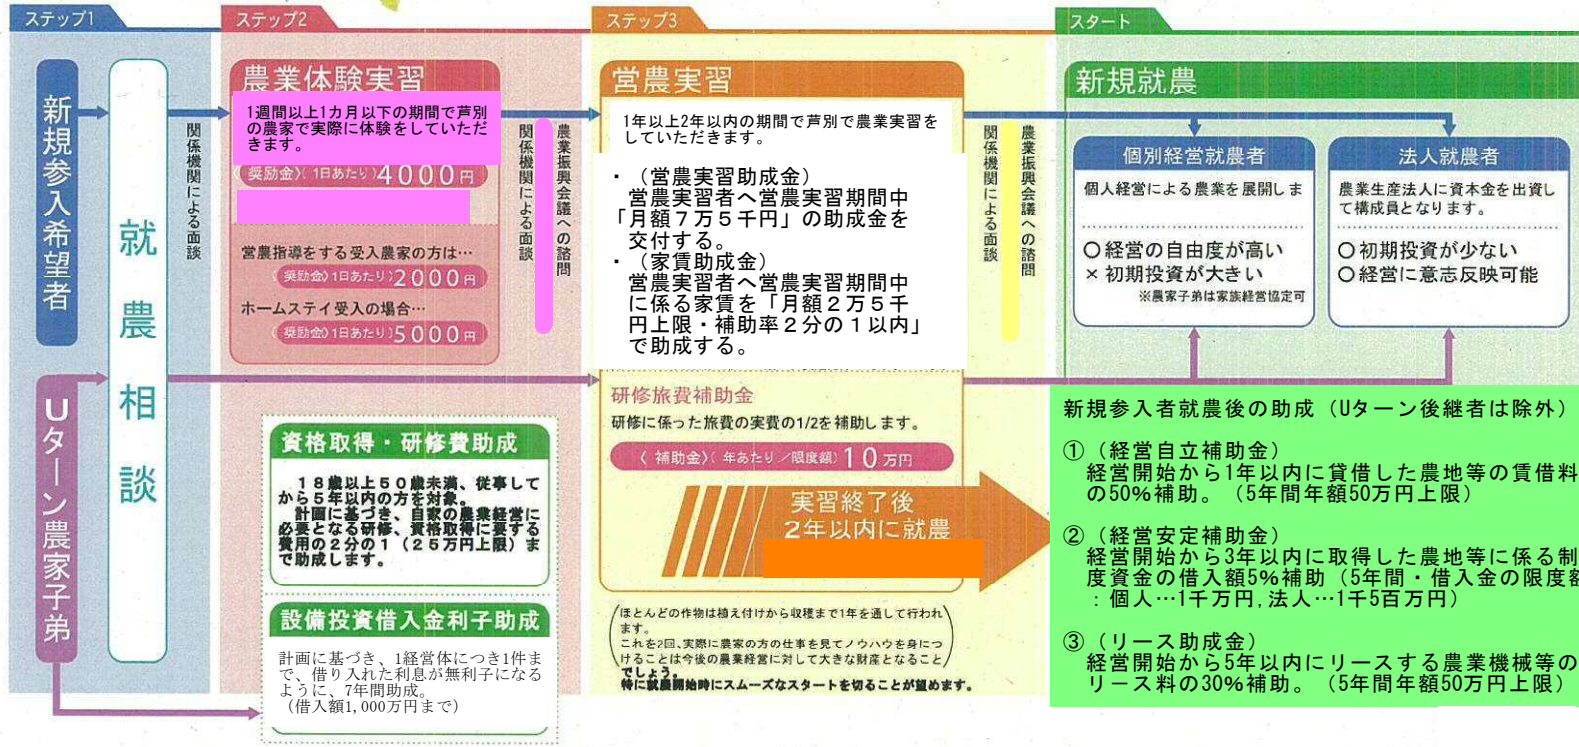 ステップ1
新規参入希望者
Uターン農家子弟
就農相談
関係機関による面談
ステップ2
農業体験実習
1週間以上1カ月以下の期間で芦別
の農家で実際に体験をしていただ
きます。
〈奨励金〉〈1日あたり〉4000円
営農指導をする受入農家の方は…
〈奨励金〉1日あたり〉2000円
ホームステイ受入の場合…
〈奨励金〉1日あたり〉5000円
資格取得・研修費助成
18歳以上50歳未満、従事して
から5年以内の方を対象。
計画に基づき、自家の農業経営に
必要となる研修、資格取得に要する
費用の2分の1(25万円上限)ま
で助成します。
設備投資借入金利子助成
計画に基づき、1経営体につき1件ま
で、借り入れた利息が無利子になる
ように、7年間助成。
(借入額1,000万円まで)
農業振興会議への諮問
関係機関による面談
ステップ3
営農実習
1年以上2年以内の期間で芦別で農業実習を
していただきます。
・(営農実習助成金)
営農実習者へ営農実習期間中
「月額7万5千円」の助成金を
交付する。
・(家賃助成金)
営農実習者へ営農実習期間中
に係る家賃を「月額2万5千
円上限・補助率2分の1以内」
で助成する。
研修旅費補助金
研修に係った旅費の実費の1/2を補助します。
〈補助金〉〈年あたり/限度額〉10万円
実習終了後
2年以内に就農
(ほとんどの作物は植え付けから収穫まで1年を通して行われ
ます。
これを2回、実際に農家の方の仕事を見てノウハウを身につ
けることは今後の農業経営に対して大きな財産となること)
でしょう。
特に就農開始時にスムーズなスタートを切ることが望めます。
農業振興会議への諮問
関係機関による面談
スタート
新規就農
個別経営就農者
個人経営による農業を展開しま
○経営の自由度が高い
×初期投資が大きい
※農家子弟は家族経営協定可
法人就農者
農業生産法人に資本金を出資し
て構成員となります。
○初期投資が少ない
○経営に意志反映可能
新規参入者就農後の助成(Uターン後継者は除外)
①(経営自立補助金)
経営開始から1年以内に貸借した農地等の賃借料
の50%補助。(5年間年額50万円上限)
②(経営安定補助金)
経営開始から3年以内に取得した農地等に係る制
度資金の借入額5%補助(5年間・借入金の限度額
:個人…1千万円,法人…1千5百万円)
③(リース助成金)
経営開始から5年以内にリースする農業機械等の
リース料の30%補助。(5年間年額50万円上限)